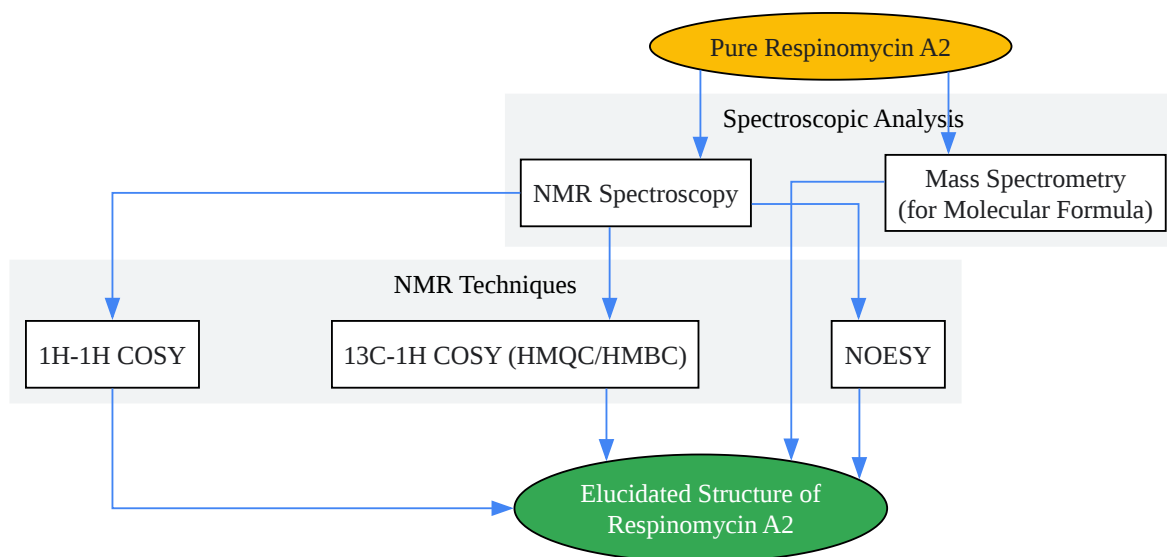 Pure Respinomycin A2
Spectroscopic Analysis
NMR Spectroscopy
Mass Spectrometry
(for Molecular Formula)
NMR Techniques
1H-1H COSY
13C-1H COSY (HMQC/HMBC)
NOESY
Elucidated Structure of
Respinomycin A2